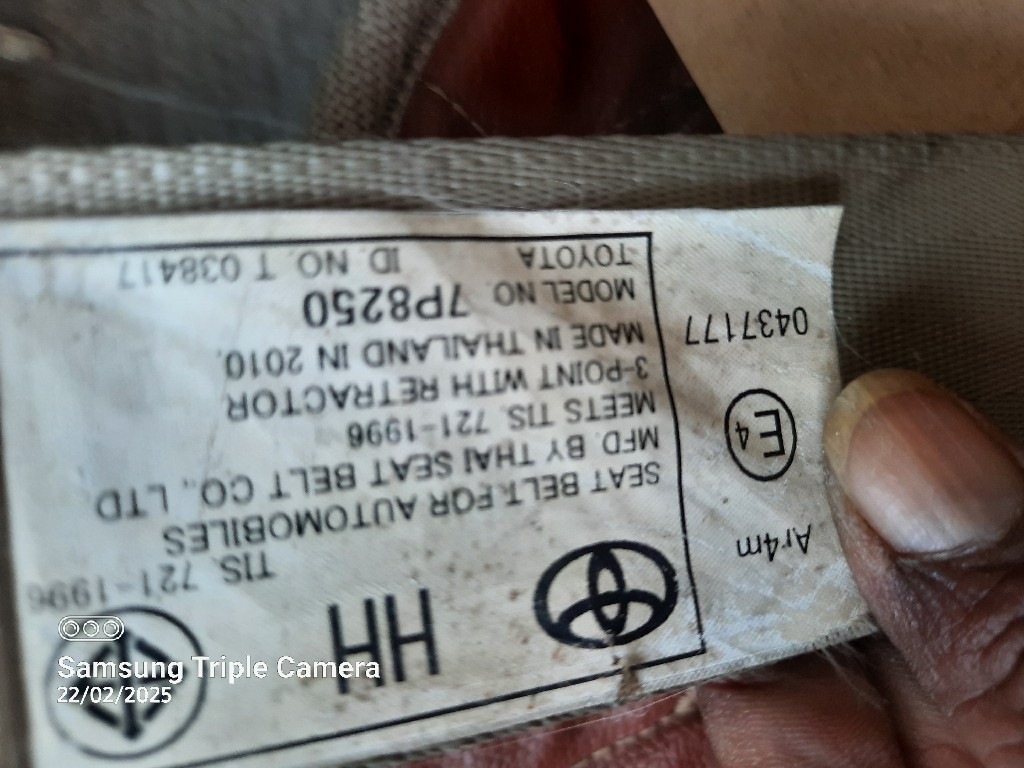 HH
TIS. 721-1996
SEAT BELT FOR AUTOMOBILES
MFD. BY THAI SEAT BELT CO., LTD
MEETS TIS. 721-1996
3-POINT WITH RETRACTOR
MADE IN THAILAND IN 2010.
MODEL NO. 7P8250
TOYOTA ID. NO. T 038417
Ar4m
E4
0437177
Samsung Triple Camera
22/02/2025